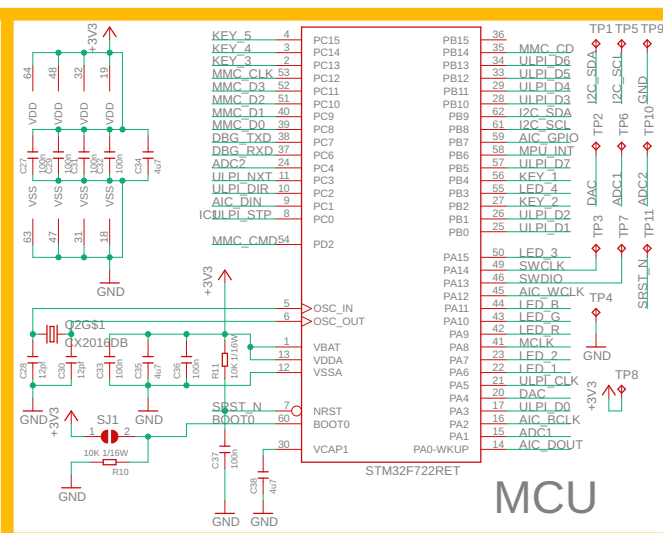 +3V3
64 48 32 19
VDD VDD VDD VDD
C27 100n C29 100n C31 100n C32 100n C34 4u7
VSS VSS VSS VSS
63 47 31 18
GND
KEY_5 4 PC15
KEY_4 3 PC14
KEY_3 2 PC13
MMC_CLK 53 PC12
MMC_D3 52 PC11
MMC_D2 51 PC10
MMC_D1 40 PC9
MMC_D0 39 PC8
DBG_TXD 38 PC7
DBG_RXD 37 PC6
ADC2 24 PC4
ULPI_NXT 11 PC3
ULPI_DIR 10 PC2
AIC_DIN 9 PC1
IC1 ULPI_STP 8 PC0
MMC_CMD 54 PD2
5 OSC_IN
6 OSC_OUT
1 VBAT
13 VDDA
12 VSSA
SRST_N 7 NRST
BOOT0 60 BOOT0
30 VCAP1
PB15 36
PB14 35 MMC_CD
PB13 34 ULPI_D6
PB12 33 ULPI_D5
PB11 29 ULPI_D4
PB10 28 ULPI_D3
PB9 62 I2C_SDA
PB8 61 I2C_SCL
PB7 59 AIC_GPIO
PB6 58 MPU_INT
PB5 57 ULPI_D7
PB4 56 KEY_1
PB3 55 LED_4
PB2 27 KEY_2
PB1 26 ULPI_D2
PB0 25 ULPI_D1
PA15 50 LED_3
PA14 49 SWCLK
PA13 46 SWDIO
PA12 45 AIC_WCLK
PA11 44 LED_B
PA10 43 LED_G
PA9 42 LED_R
PA8 41 MCLK
PA7 23 LED_2
PA6 22 LED_1
PA5 21 ULPI_CLK
PA4 20 DAC
PA3 17 ULPI_D0
PA2 16 AIC_BCLK
PA1 15 ADC1
PA0-WKUP 14 AIC_DOUT
STM32F722RET
TP1 TP5 TP9
I2C_SDA I2C_SCL GND
TP2 TP6 TP10
DAC ADC1 ADC2
TP3 TP7 TP11
SRST_N
TP4
GND
TP8
+3V3
+3V3
Q2G$1
CX2016DB
C28 12pf C30 12pf C33 100n C35 4u7 C36 100n R11 10K 1/16W
GND GND
+3V3
SJ1
1 2
10K 1/16W
R10
GND
C37 100n
C38 4u7
GND GND
MCU